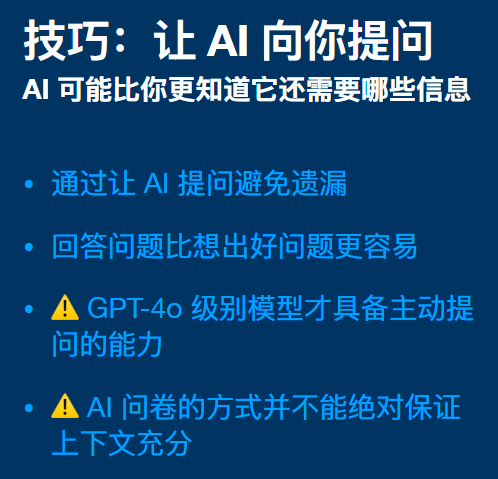 技巧：让 AI 向你提问
AI 可能比你更知道它还需要哪些信息
• 通过让 AI 提问避免遗漏
• 回答问题比想出好问题更容易
• ⚠️ GPT-4o 级别模型才具备主动提
问的能力
• ⚠️ AI 问卷的方式并不能绝对保证
上下文充分